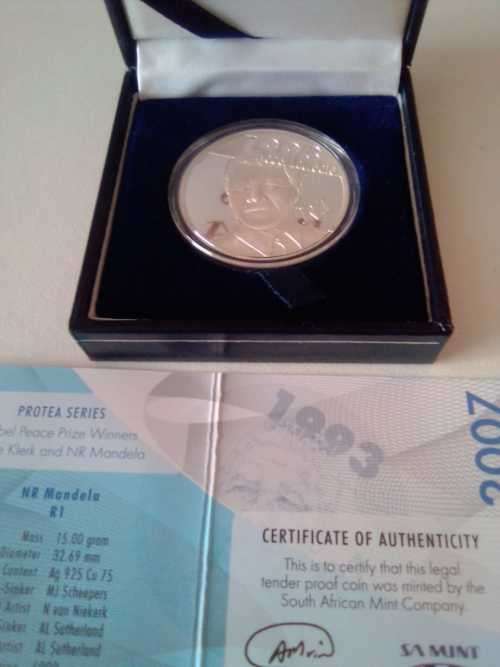 PROTEA SERIES
bel Peace Prize Winners
e Klerk and NR Mandela
NR Mandela
R1
Mass 15.00 gram
Diameter 32.69 mm
Content Ag 925 Cu 75
-Sinker MJ Scheepers
Artist N van Niekerk
Sinker AL Sutherland
Artist AL Sutherland
1993
2007
CERTIFICATE OF AUTHENTICITY
This is to certify that this legal
tender proof coin was minted by the
South African Mint Company.
SA MINT